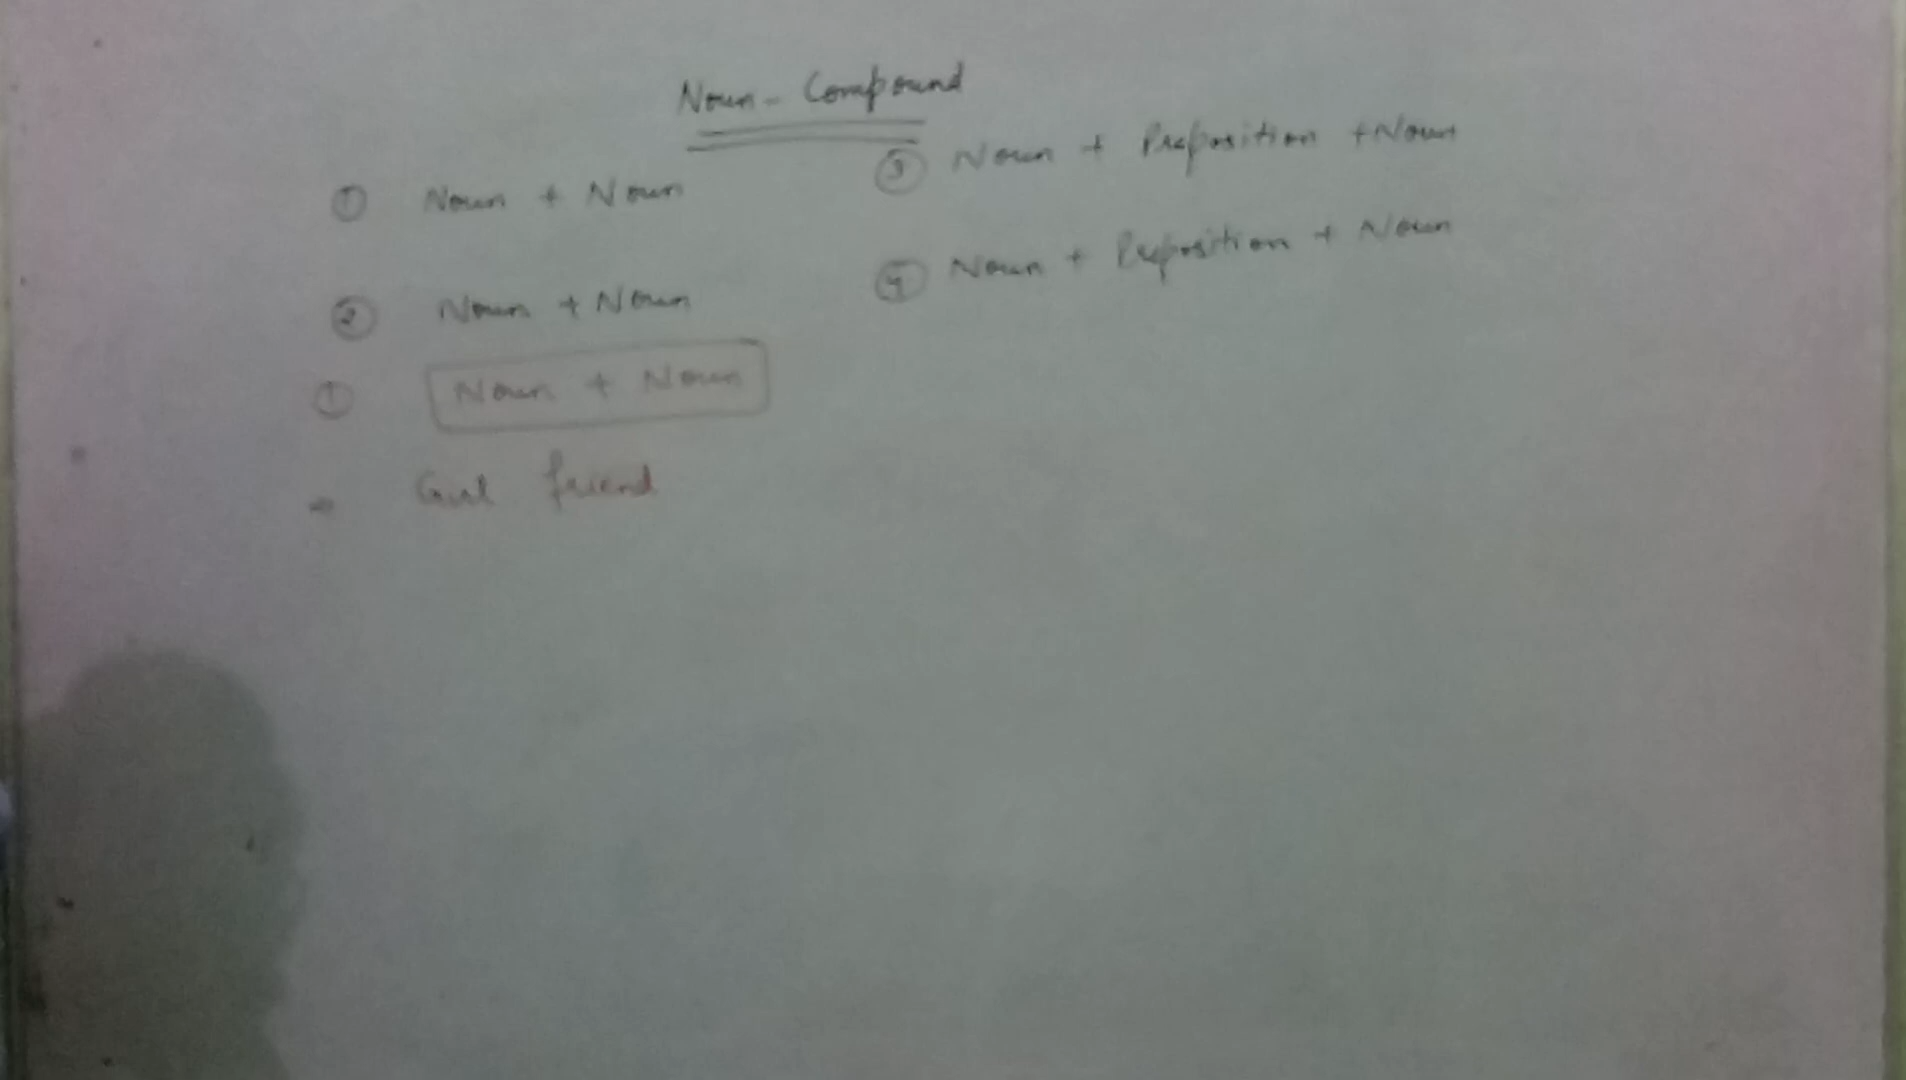 Noun - Compound
① Noun + Noun
② Noun + Noun
③ Noun + Preposition + Noun
④ Noun + Preposition + Noun
① Noun + Noun
Girl friend